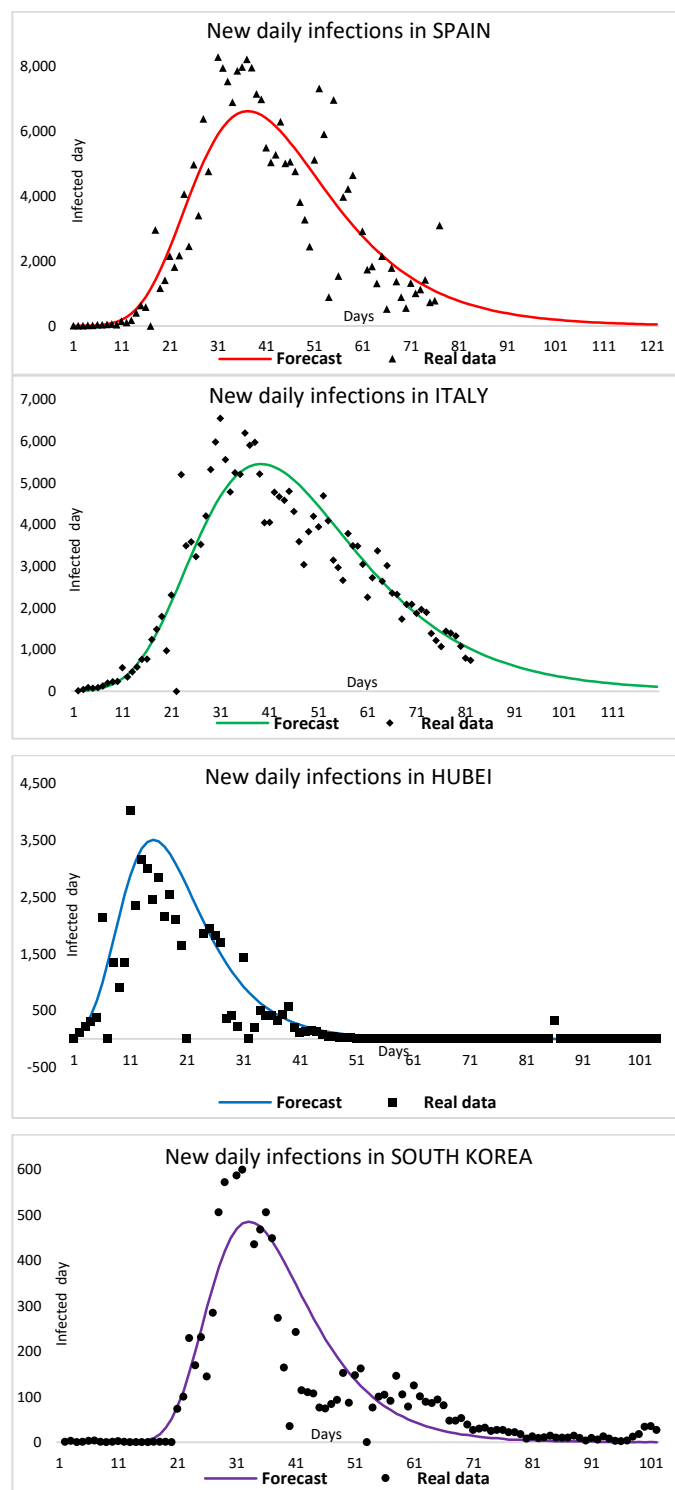 New daily infections in SPAIN
8,000
6,000
4,000
2,000
0
Infected day
Days
1 11 21 31 41 51 61 71 81 91 101 111 121
Forecast Real data
New daily infections in ITALY
7,000
6,000
5,000
4,000
3,000
2,000
1,000
0
Infected day
Days
1 11 21 31 41 51 61 71 81 91 101 111
Forecast Real data
New daily infections in HUBEI
4,500
3,500
2,500
1,500
500
-500
Infected day
Days
1 11 21 31 41 51 61 71 81 91 101
Forecast Real data
New daily infections in SOUTH KOREA
600
500
400
300
200
100
0
Infected day
Days
1 11 21 31 41 51 61 71 81 91 101
Forecast Real data